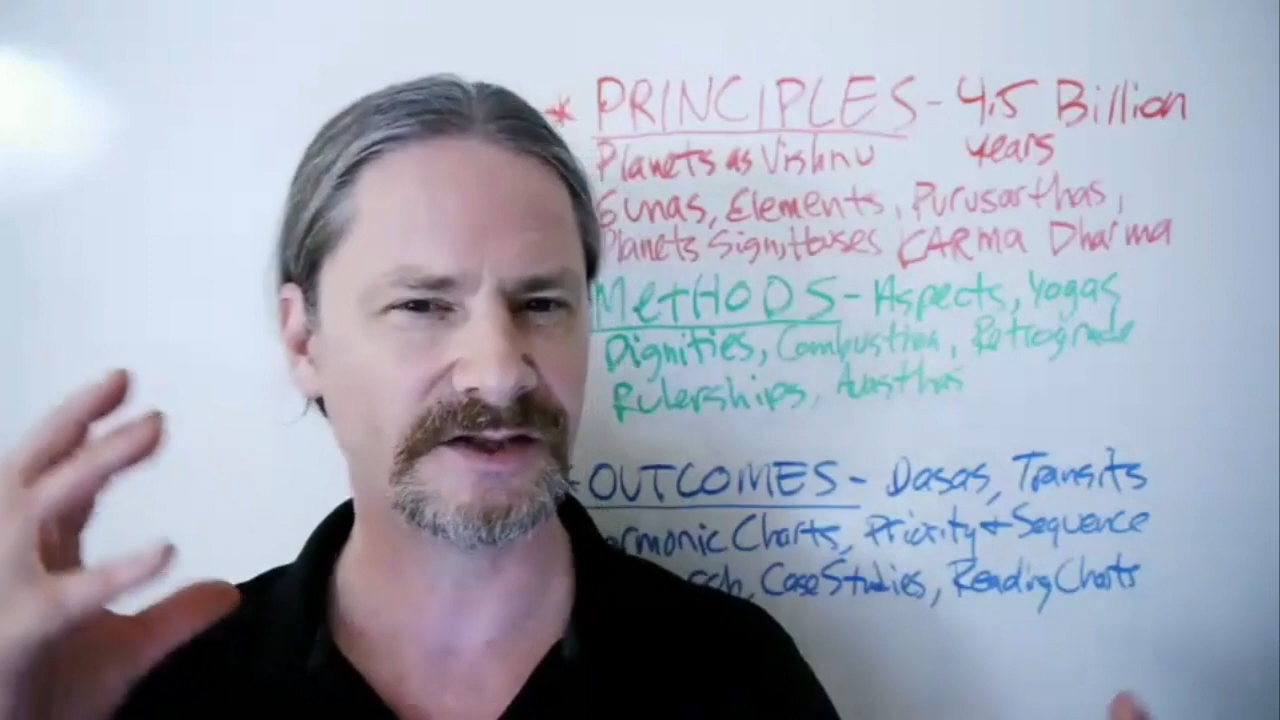 * PRINCIPLES - 4.5 Billion
Planets as Vishnu years
Gunas, Elements, Purusarthas,
Planets Signs, Houses KARMA Dharma
METHODS - Aspects, Yogas
Dignities, Combustion, Retrograde
Rulerships, Avasthas
OUTCOMES - Dasas, Transits
armonic Charts, Priority + Sequence
Case Studies, Reading Charts